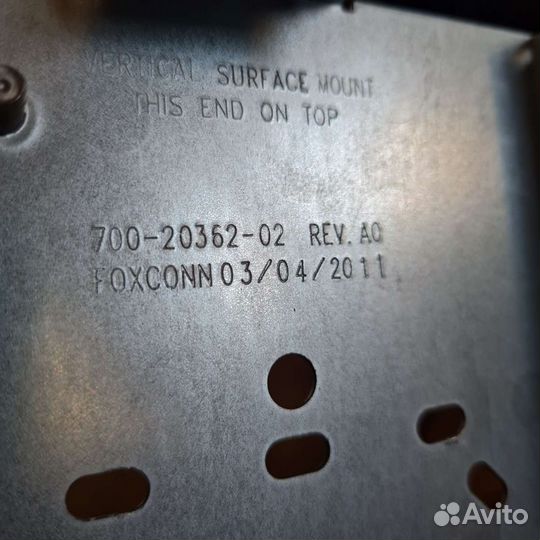 VERTICAL SURFACE MOUNT
THIS END ON TOP
700-20362-02 REV. A0
FOXCONN 03/04/2011
Avito